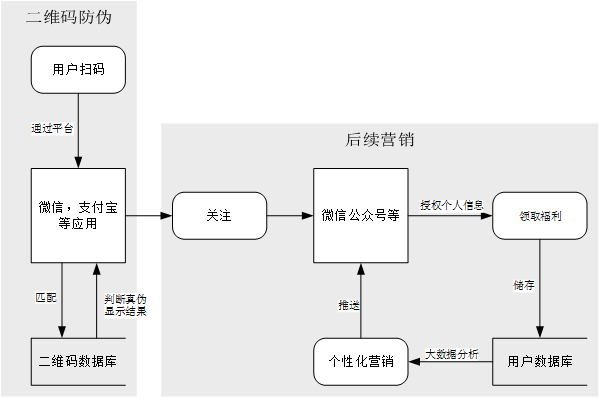 二维码防伪
用户扫码
通过平台
微信，支付宝
等应用
匹配
判断真伪
显示结果
二维码数据库
后续营销
关注
微信公众号等
授权个人信息
领取福利
储存
推送
个性化营销
大数据分析
用户数据库